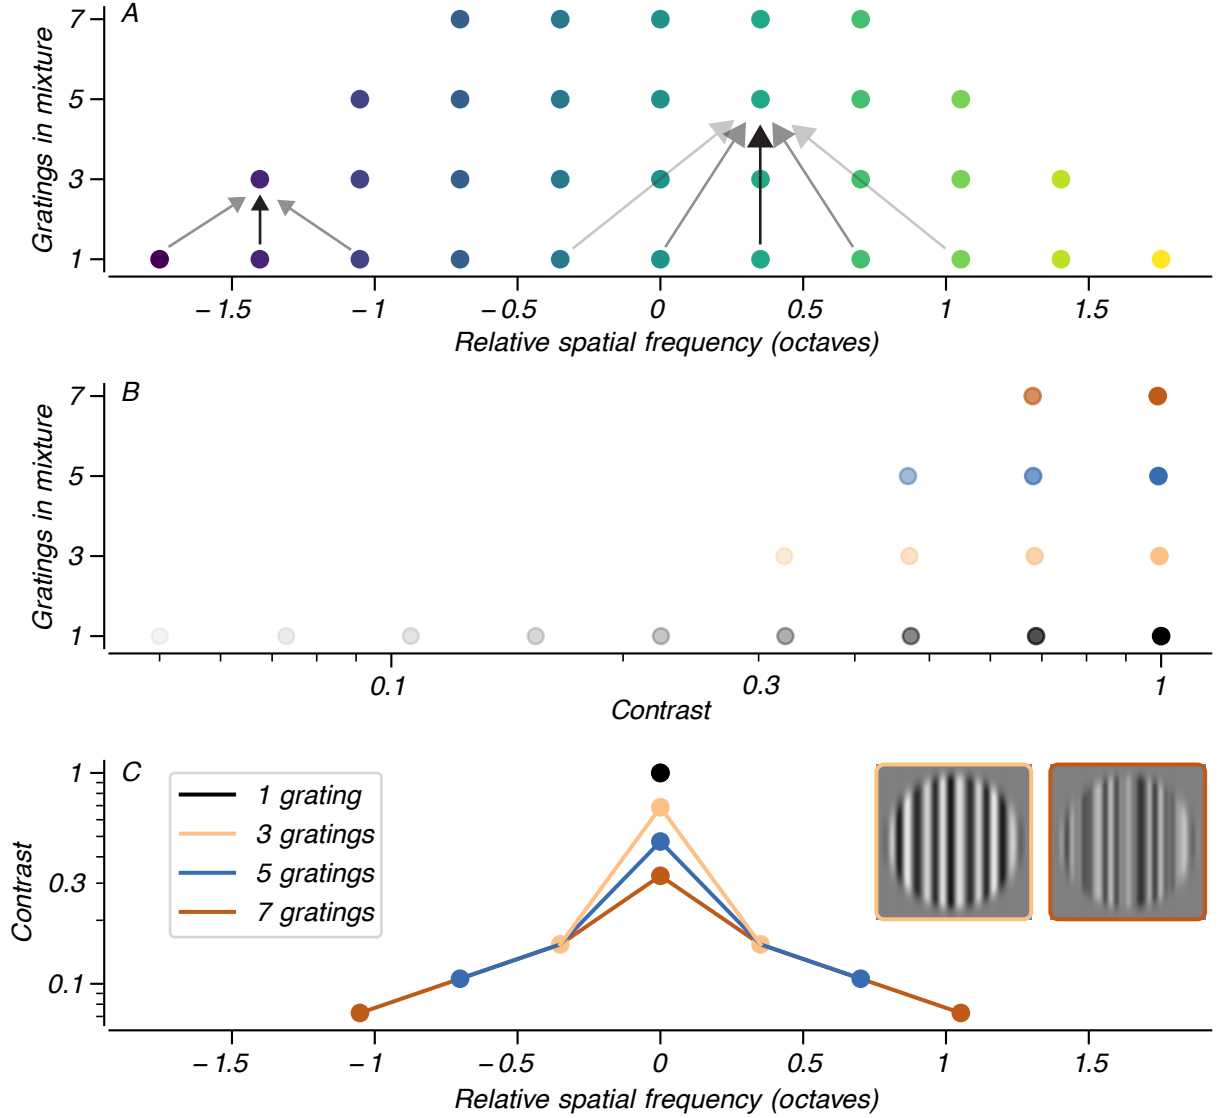 A
Gratings in mixture
7
5
3
1
−1.5 −1 −0.5 0 0.5 1 1.5
Relative spatial frequency (octaves)
B
Gratings in mixture
7
5
3
1
0.1 0.3 1
Contrast
C
Contrast
1
0.3
0.1
1 grating
3 gratings
5 gratings
7 gratings
−1.5 −1 −0.5 0 0.5 1 1.5
Relative spatial frequency (octaves)